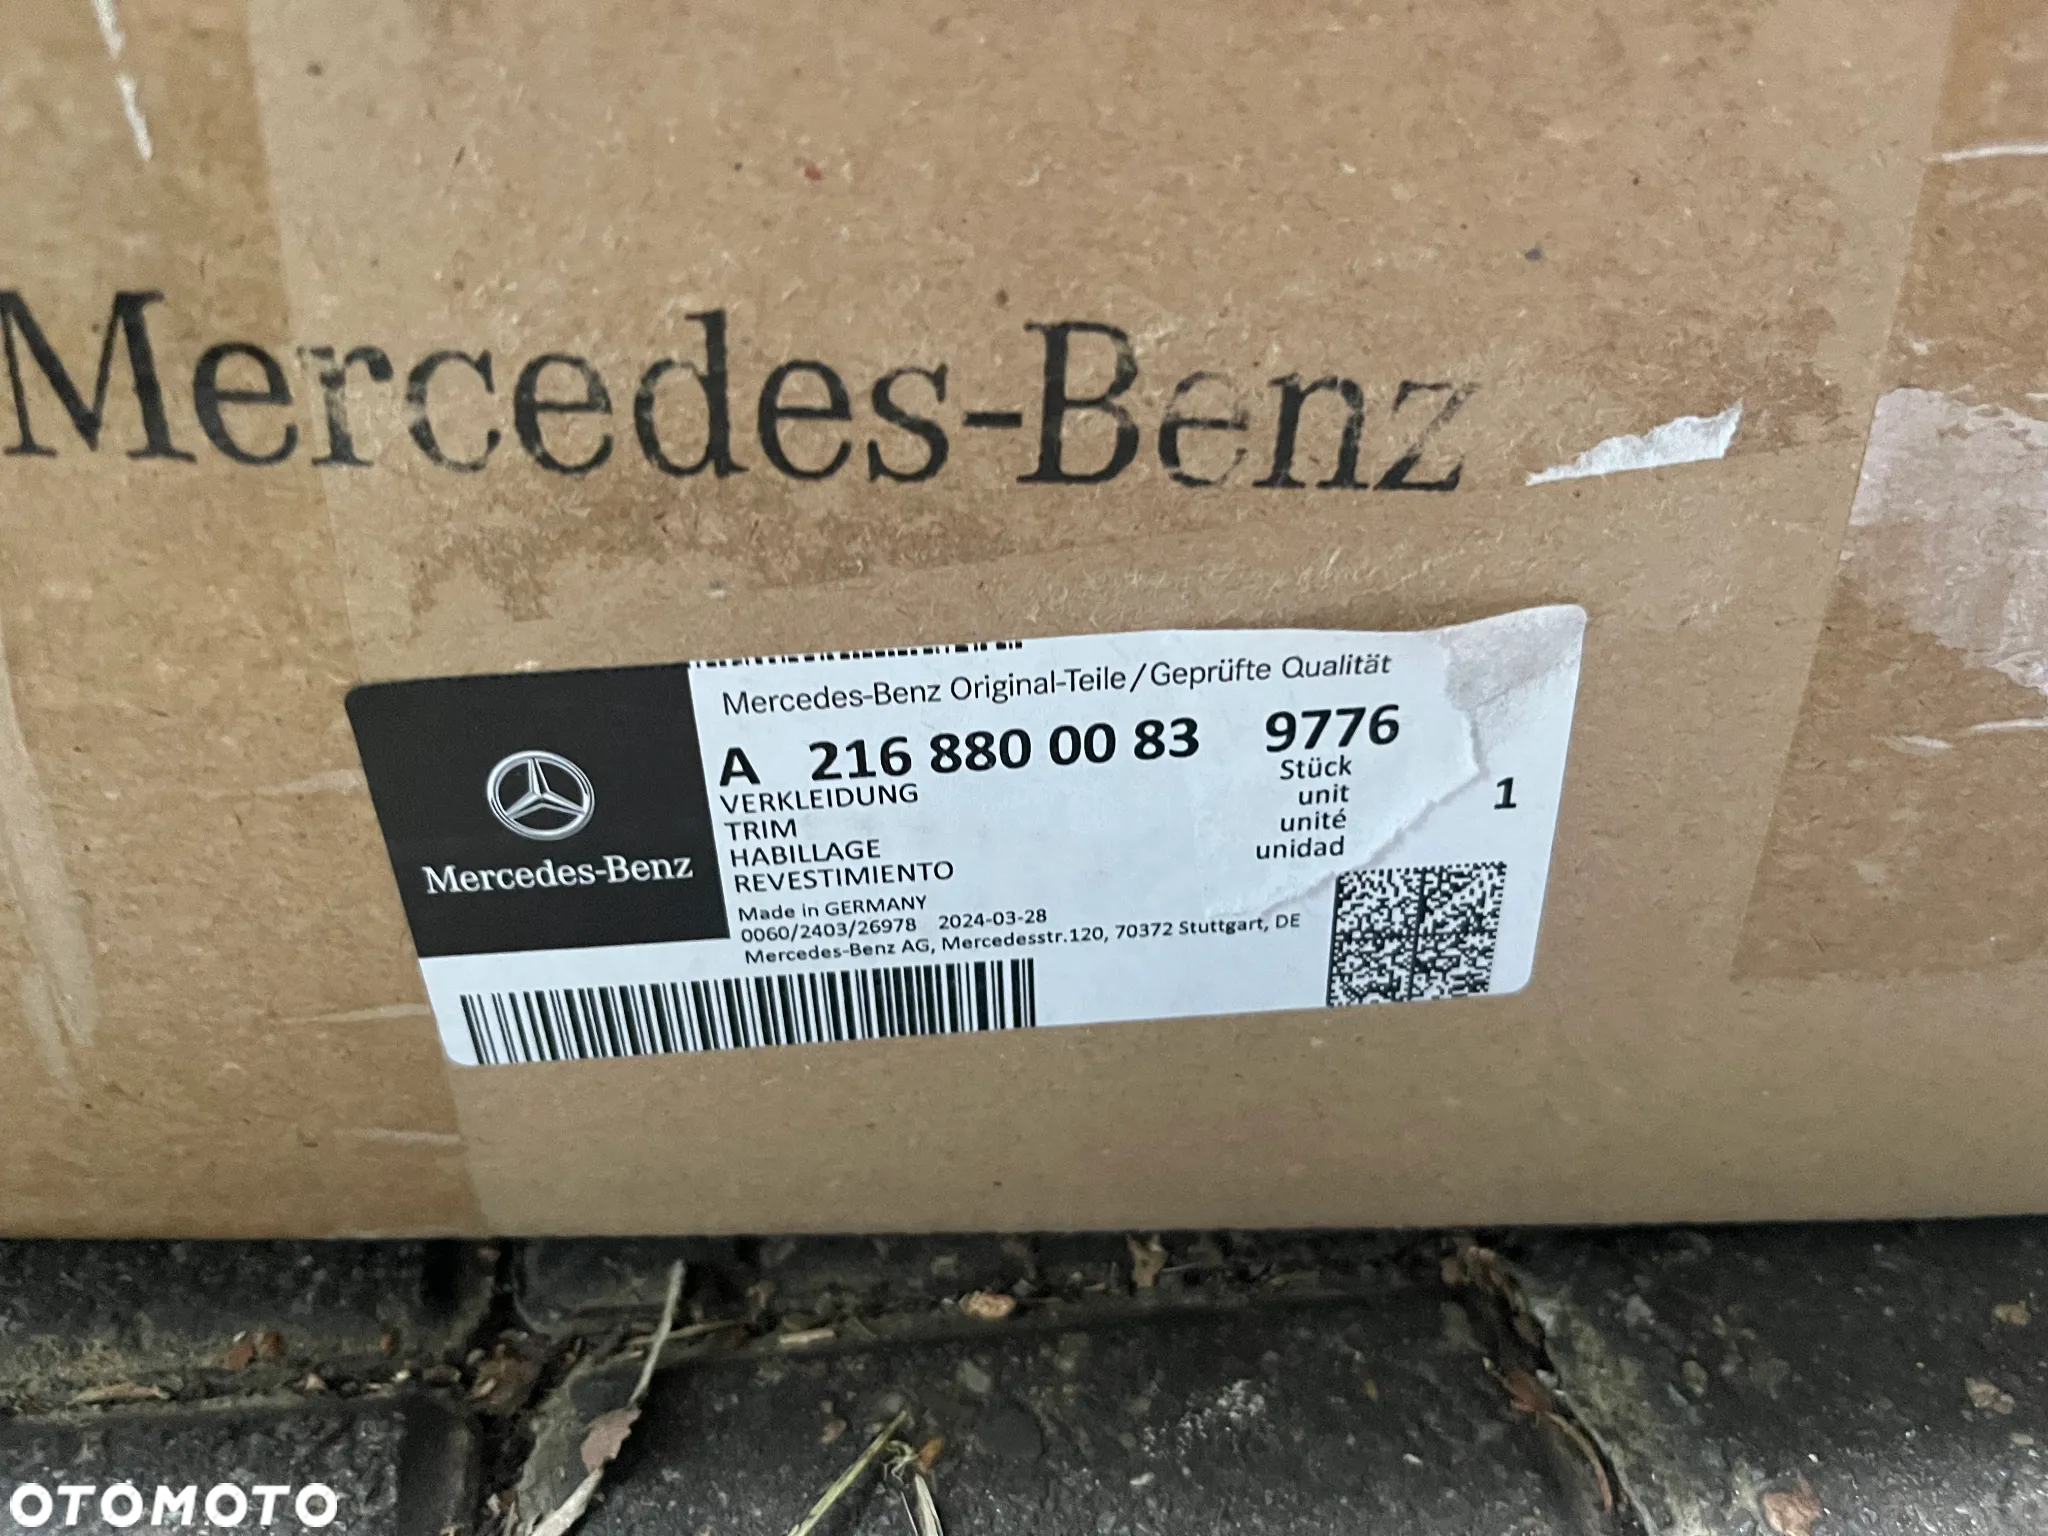 Mercedes-Benz
Mercedes-Benz Original-Teile/Geprüfte Qualität
A 216 880 00 83 9776
VERKLEIDUNG
TRIM
HABILLAGE
REVESTIMIENTO
Stück
unit
unité
unidad
1
Made in GERMANY
0060/2403/26978 2024-03-28
Mercedes-Benz AG, Mercedesstr.120, 70372 Stuttgart, DE
Mercedes-Benz
OTOMOTO